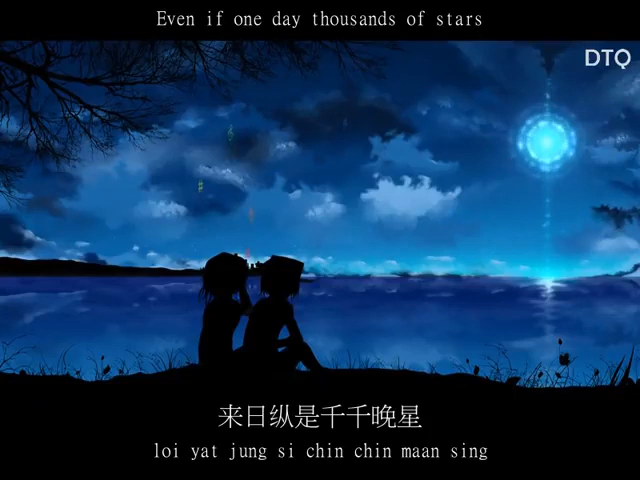 Even if one day thousands of stars
DTQ
来日纵是千千晚星
loi yat jung si chin chin maan sing